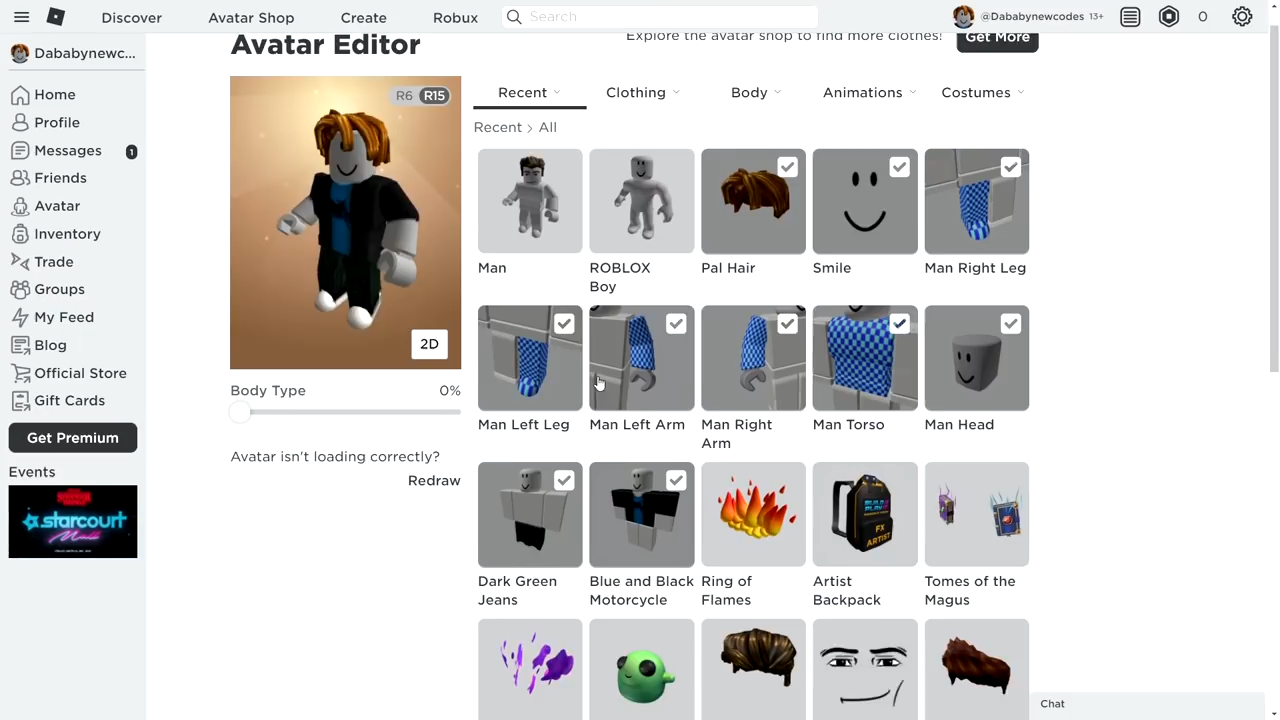 Discover
Avatar Shop
Create
Robux
Search
@Dababynewcodes 13+
0
Dababynewc...
Home
Profile
Messages 1
Friends
Avatar
Inventory
Trade
Groups
My Feed
Blog
Official Store
Gift Cards
Get Premium
Events
starcourt
Avatar Editor
Explore the avatar shop to find more clothes!
Get More
R6 R15
2D
Body Type 0%
Avatar isn't loading correctly?
Redraw
Recent
Clothing
Body
Animations
Costumes
Recent > All
Man
ROBLOX
Boy
Pal Hair
Smile
Man Right Leg
Man Left Leg
Man Left Arm
Man Right
Arm
Man Torso
Man Head
Dark Green
Jeans
Blue and Black
Motorcycle
Ring of
Flames
FX
ARTIST
Artist
Backpack
Tomes of the
Magus
Chat